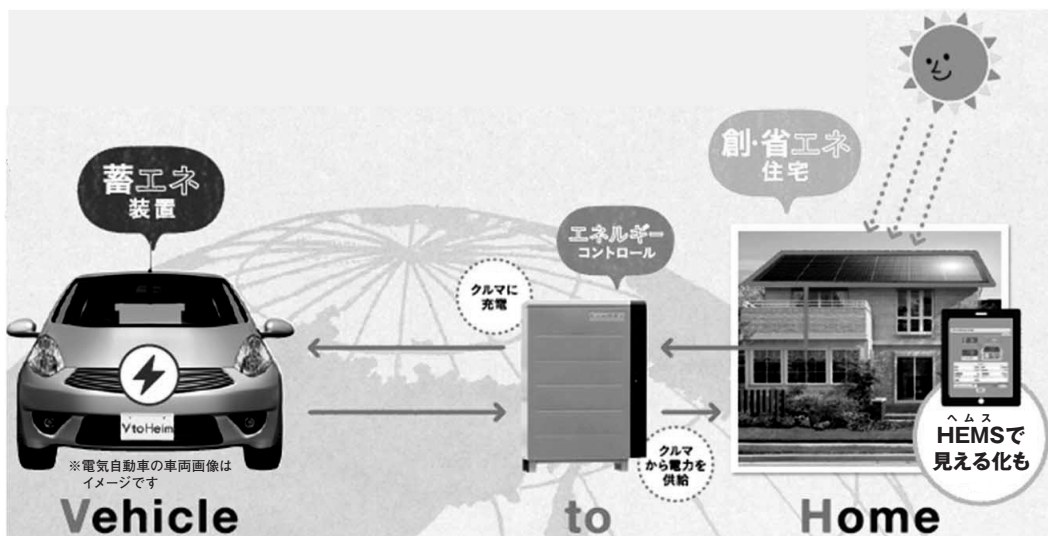 蓄エネ
装置
創・省エネ
住宅
エネルギー
コントロール
クルマに
充電
VtoHeim
※電気自動車の車両画像は
イメージです
クルマ
から電力を
供給
ヘムス
HEMSで
見える化も
Vehicle to Home